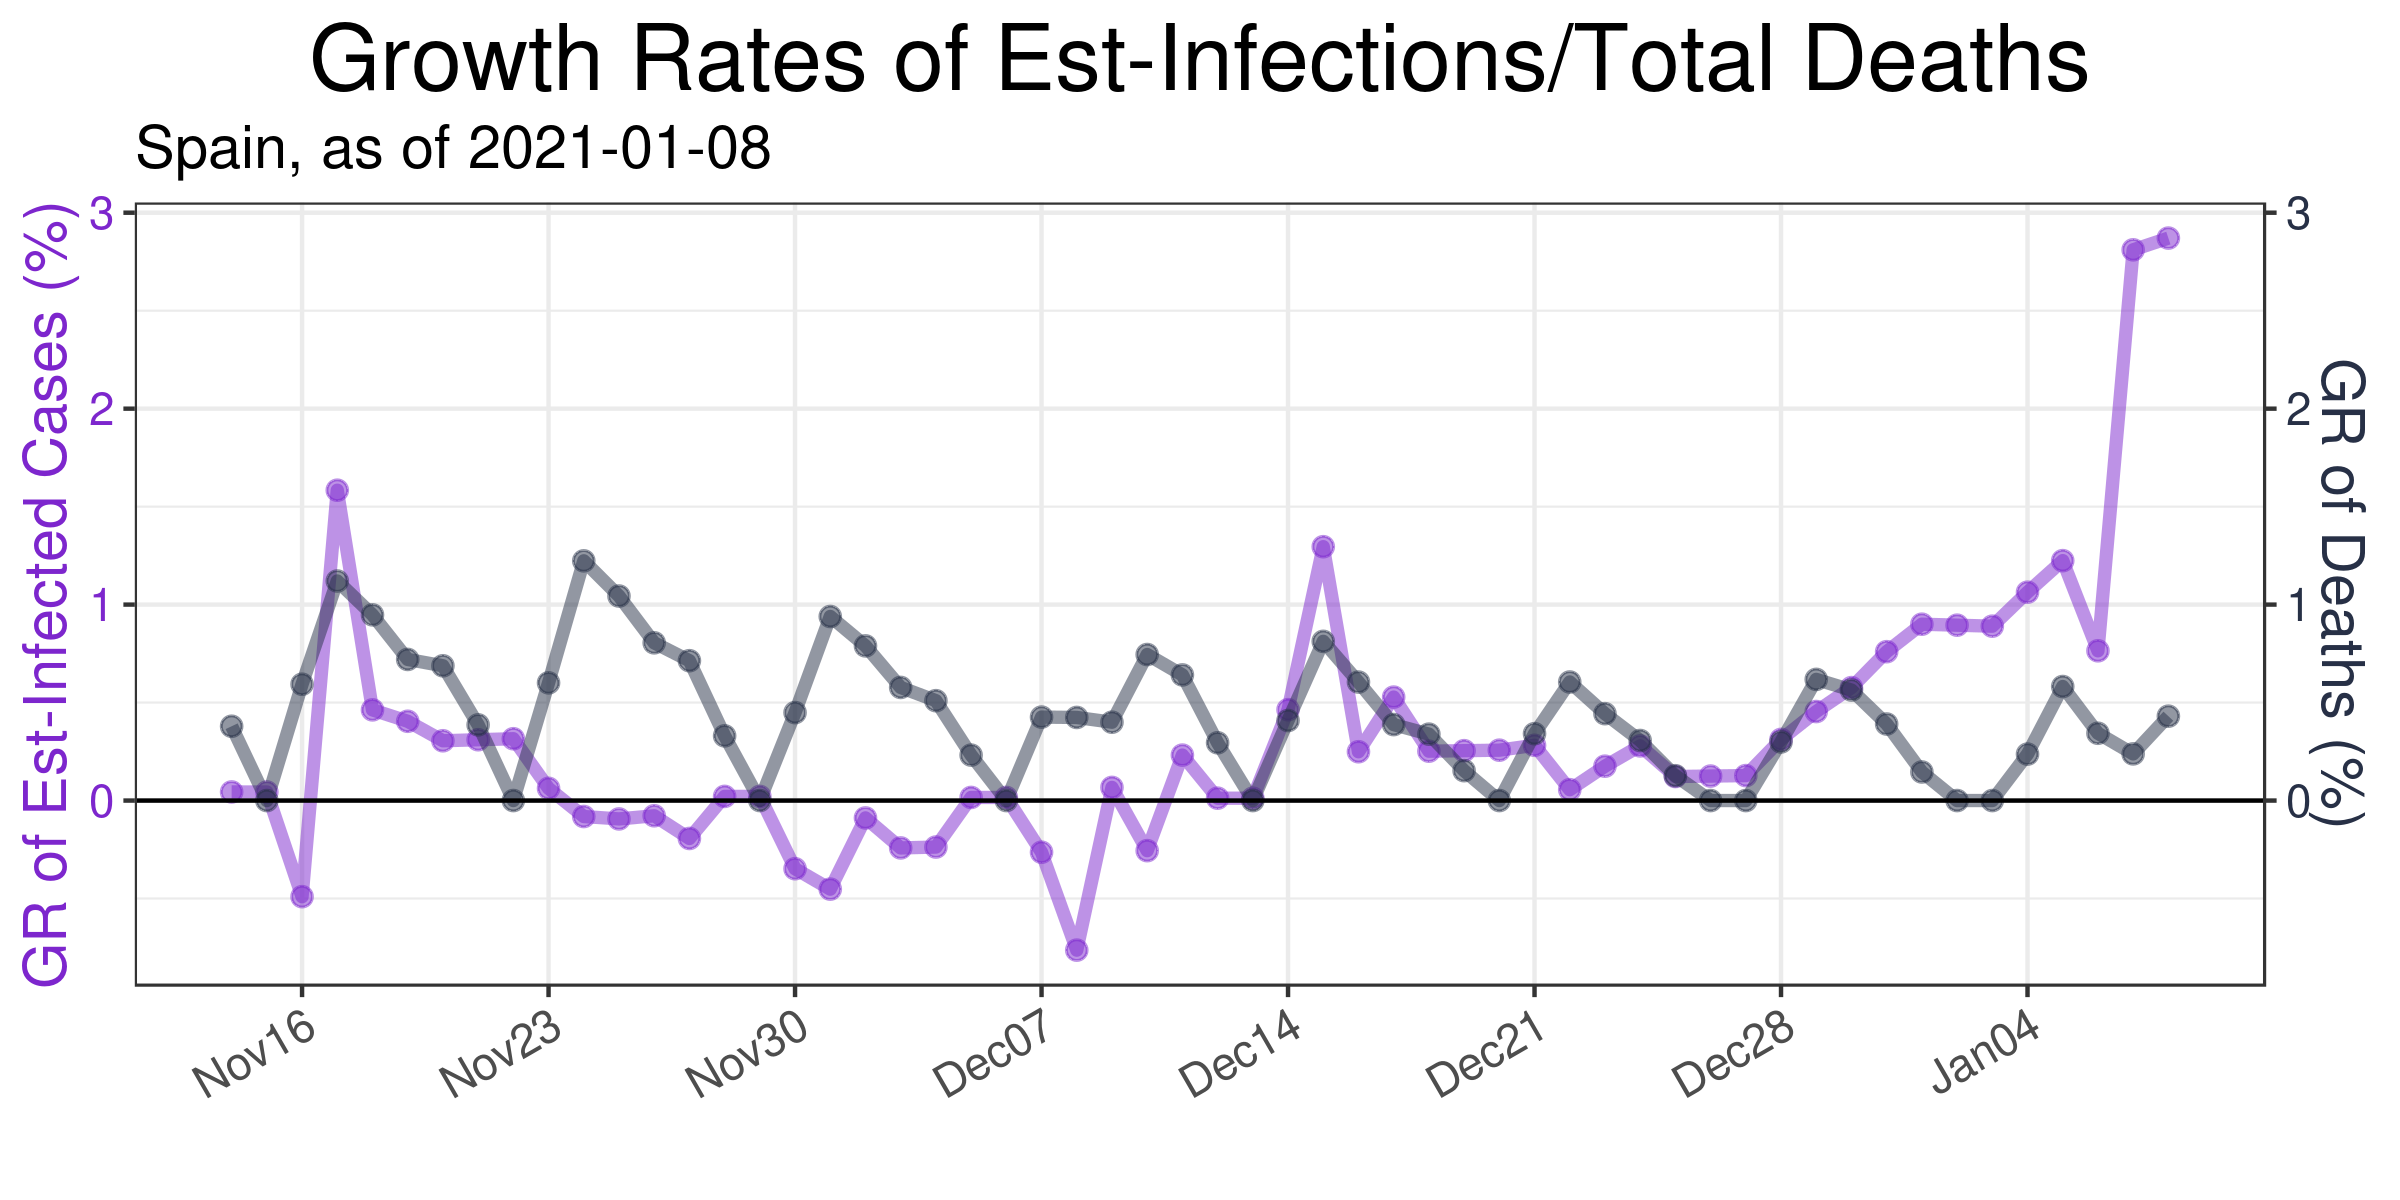 Growth Rates of Est-Infections/Total Deaths
Spain, as of 2021-01-08
GR of Est-Infected Cases (%)
3
2
1
0
3
2
1
0
GR of Deaths (%)
Nov16
Nov23
Nov30
Dec07
Dec14
Dec21
Dec28
Jan04